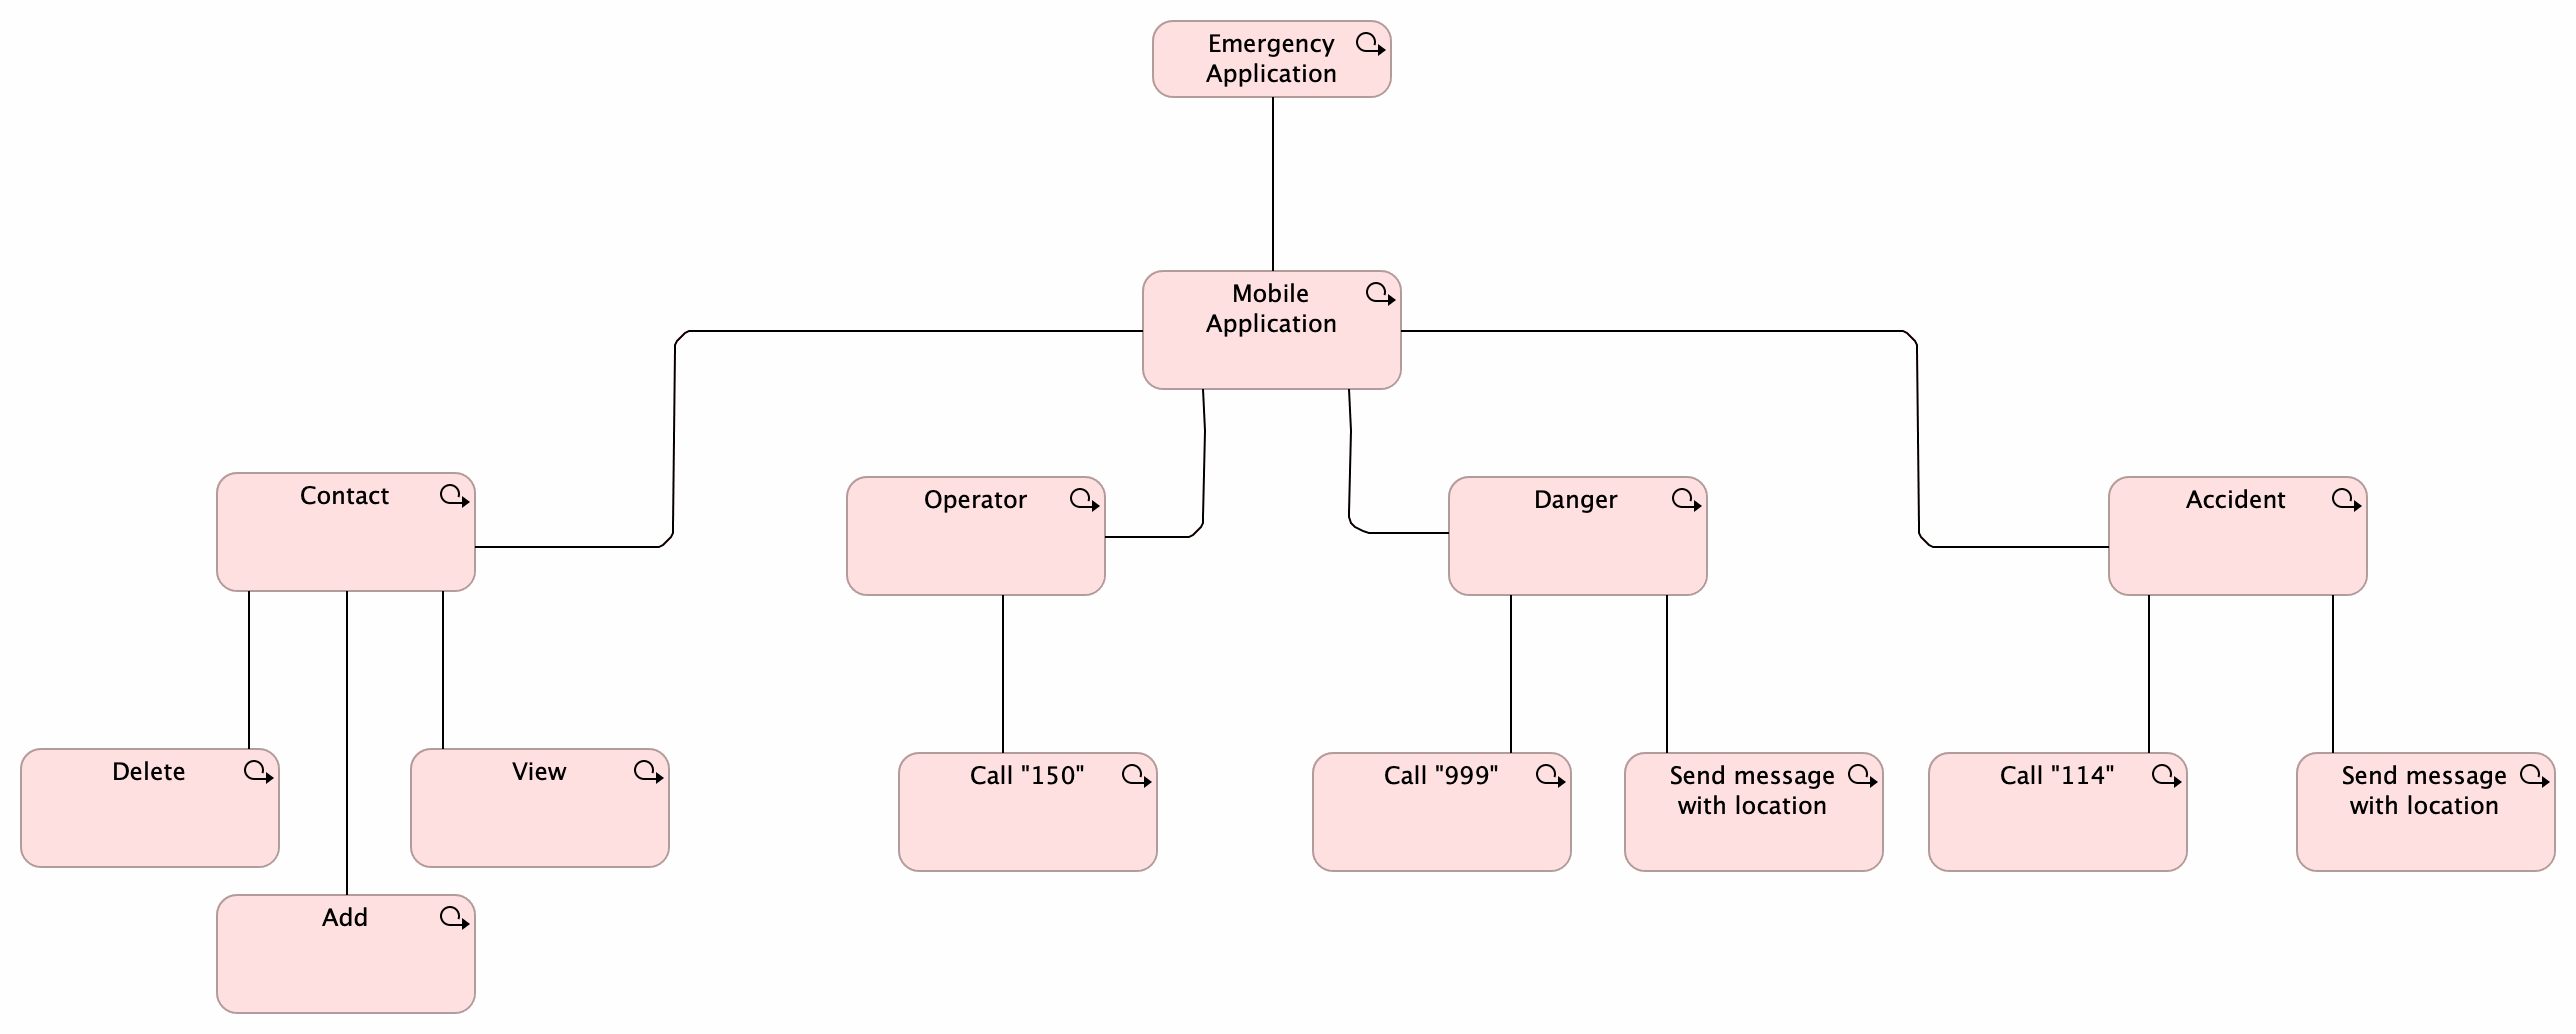 Emergency
Application
Mobile
Application
Contact
Operator
Danger
Accident
Delete
View
Call "150"
Call "999"
Send message
with location
Call "114"
Send message
with location
Add